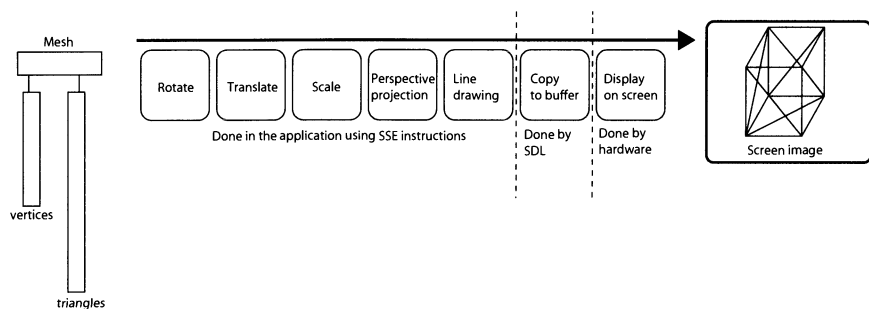 Mesh
vertices
triangles
Rotate
Translate
Scale
Perspective
projection
Line
drawing
Copy
to buffer
Display
on screen
Done in the application using SSE instructions
Done by
SDL
Done by
hardware
Screen image